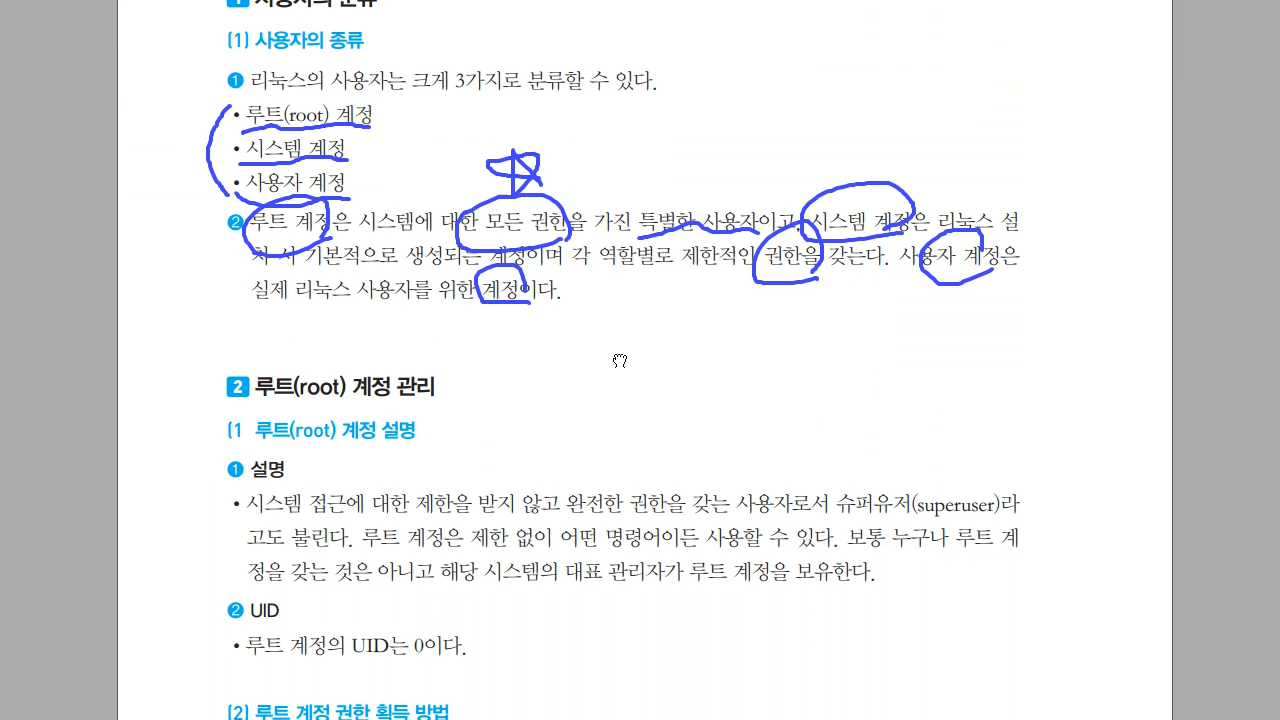 1 사용자의 분류
(1) 사용자의 종류
❶ 리눅스의 사용자는 크게 3가지로 분류할 수 있다.
• 루트(root) 계정
• 시스템 계정
• 사용자 계정
❷ 루트 계정은 시스템에 대한 모든 권한을 가진 특별한 사용자이고, 시스템 계정은 리눅스 설
치 시 기본적으로 생성되는 계정이며 각 역할별로 제한적인 권한을 갖는다. 사용자 계정은
실제 리눅스 사용자를 위한 계정이다.
2 루트(root) 계정 관리
(1 루트(root) 계정 설명
❶ 설명
• 시스템 접근에 대한 제한을 받지 않고 완전한 권한을 갖는 사용자로서 슈퍼유저(superuser)라
고도 불린다. 루트 계정은 제한 없이 어떤 명령어이든 사용할 수 있다. 보통 누구나 루트 계
정을 갖는 것은 아니고 해당 시스템의 대표 관리자가 루트 계정을 보유한다.
❷ UID
• 루트 계정의 UID는 0이다.
(2) 루트 계정 권한 획득 방법